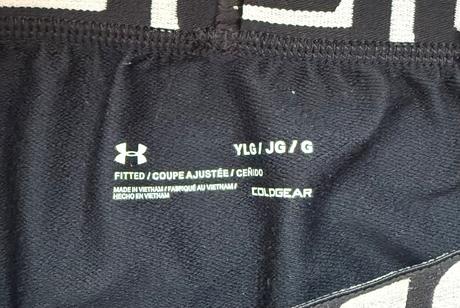 YLG / JG / G
FITTED / COUPE AJUSTÉE / CEÑIDO
MADE IN VIETNAM / FABRIQUÉ AU VIETNAM /
HECHO EN VIETNAM
COLDGEAR